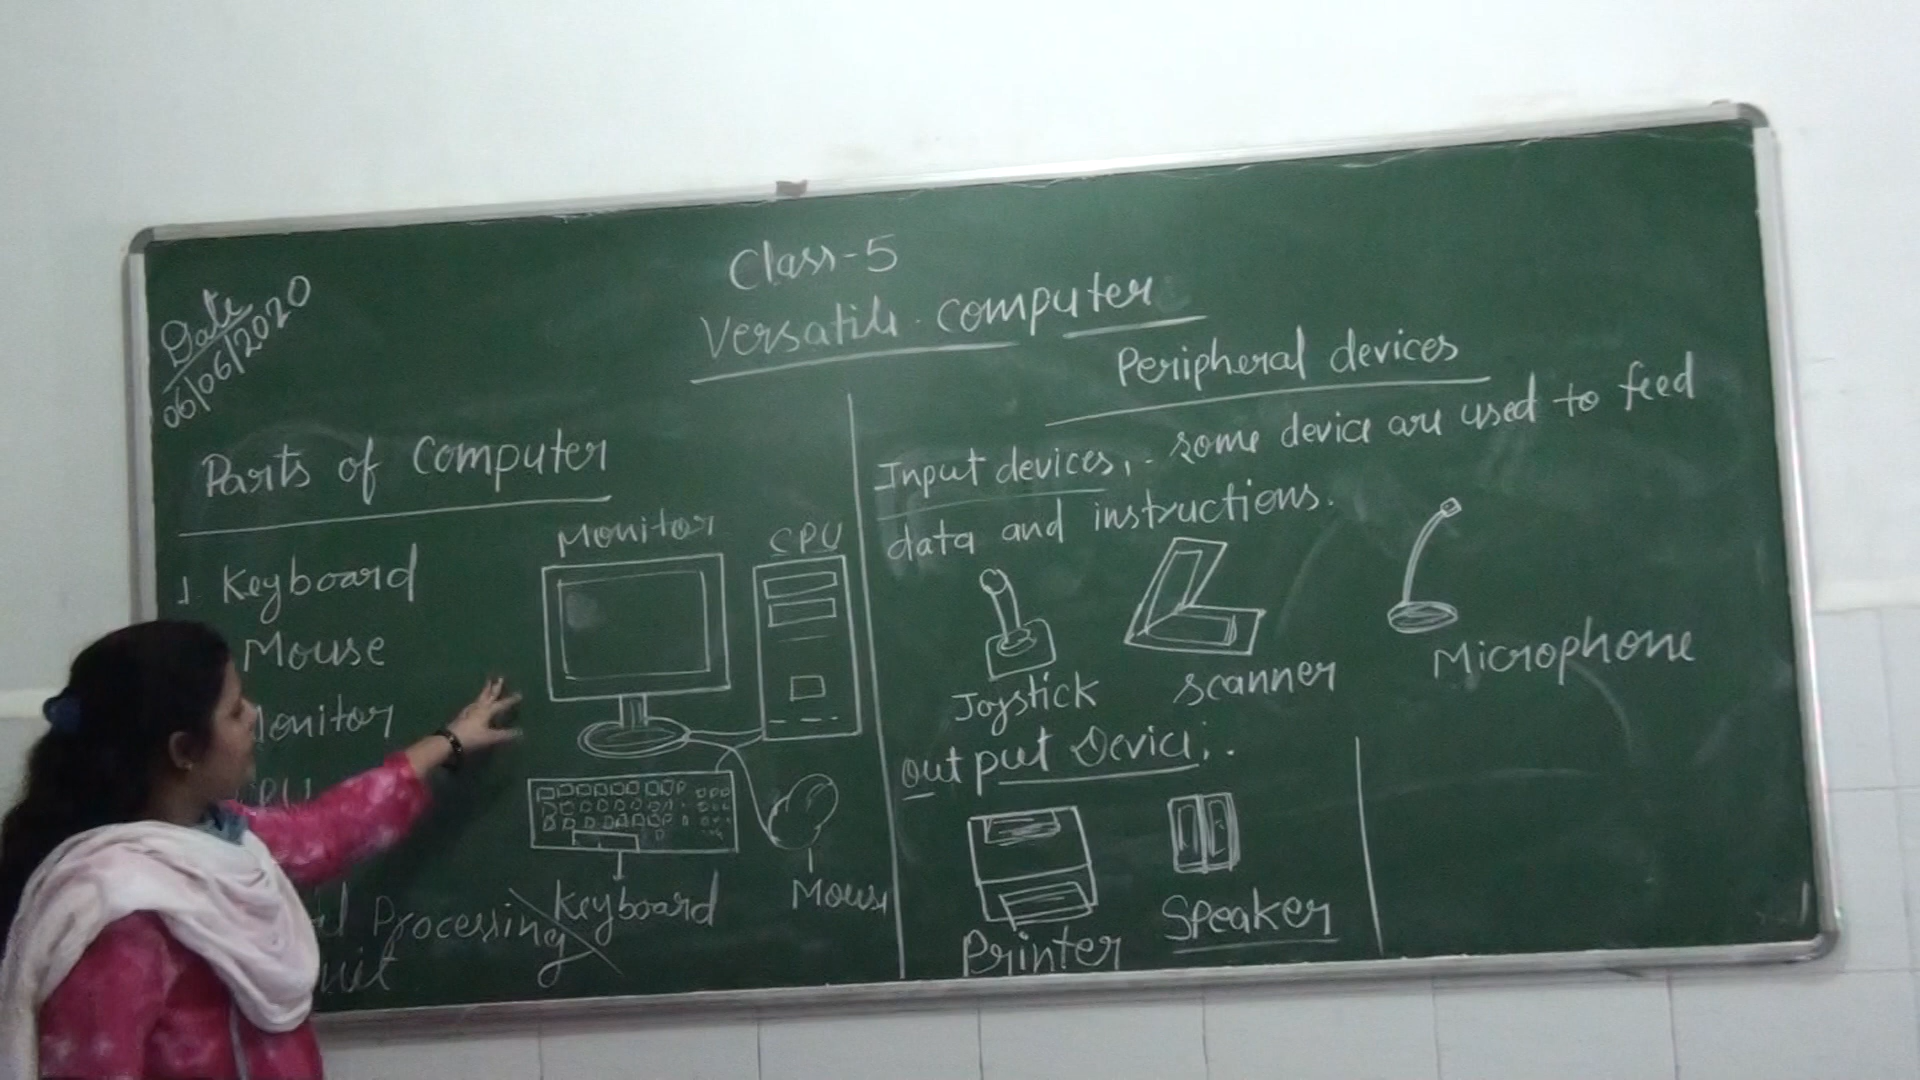 Date
06/06/2020
Class-5
Versatile computer
Parts of Computer
1 Keyboard
Mouse
Monitor
CPU
Processing
Monitor
CPU
Keyboard
Mouse
Peripheral devices
Input devices, - some device are used to feed
data and instructions.
Joystick
scanner
Microphone
output Device:-
Printer
Speaker